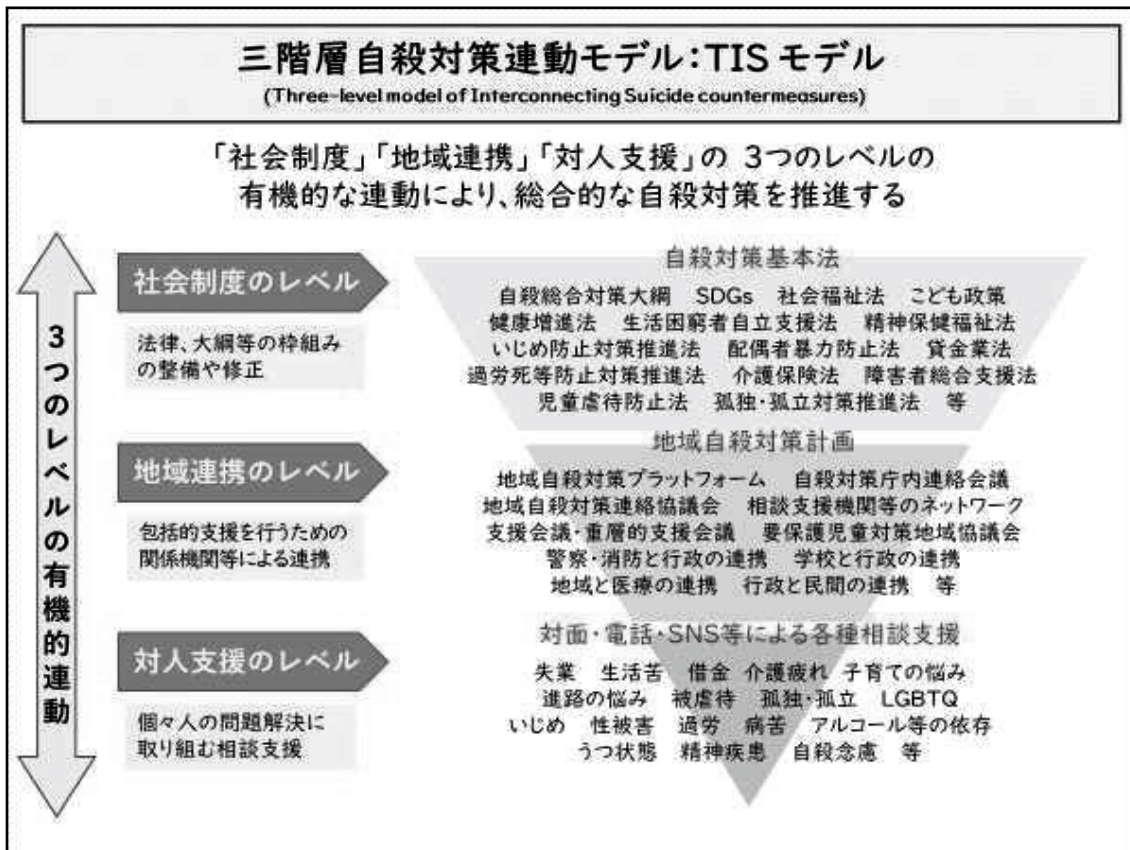 三階層自殺対策連動モデル:TIS モデル
(Three-level model of Interconnecting Suicide countermeasures)
「社会制度」「地域連携」「対人支援」の 3つのレベルの
有機的な連動により、総合的な自殺対策を推進する
3つのレベルの有機的連動
社会制度のレベル
法律、大綱等の枠組み
の整備や修正
自殺対策基本法
自殺総合対策大綱 SDGs 社会福祉法 こども政策
健康増進法 生活困窮者自立支援法 精神保健福祉法
いじめ防止対策推進法 配偶者暴力防止法 貸金業法
過労死等防止対策推進法 介護保険法 障害者総合支援法
児童虐待防止法 孤独・孤立対策推進法 等
地域連携のレベル
包括的支援を行うための
関係機関等による連携
地域自殺対策計画
地域自殺対策プラットフォーム 自殺対策庁内連絡会議
地域自殺対策連絡協議会 相談支援機関等のネットワーク
支援会議・重層的支援会議 要保護児童対策地域協議会
警察・消防と行政の連携 学校と行政の連携
地域と医療の連携 行政と民間の連携 等
対人支援のレベル
個々人の問題解決に
取り組む相談支援
対面・電話・SNS等による各種相談支援
失業 生活苦 借金 介護疲れ 子育ての悩み
進路の悩み 被虐待 孤独・孤立 LGBTQ
いじめ 性被害 過労 病苦 アルコール等の依存
うつ状態 精神疾患 自殺念慮 等